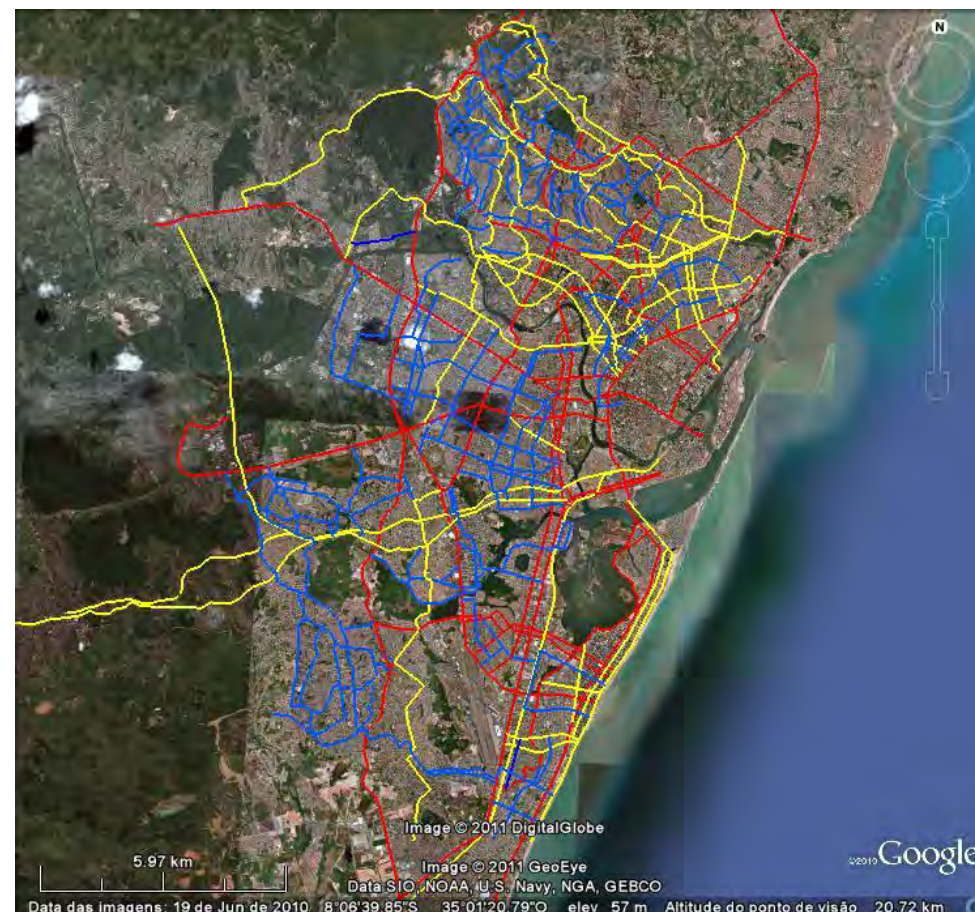 N
Image © 2011 DigitalGlobe
5.97 km
Image © 2011 GeoEye
©2010 Google
Data SIO, NOAA, U.S. Navy, NGA, GEBCO
Data das imagens: 19 de Jun de 2010 8°06'39.85"S 35°01'20.79"O elev 57 m Altitude do ponto de visão 20.72 km